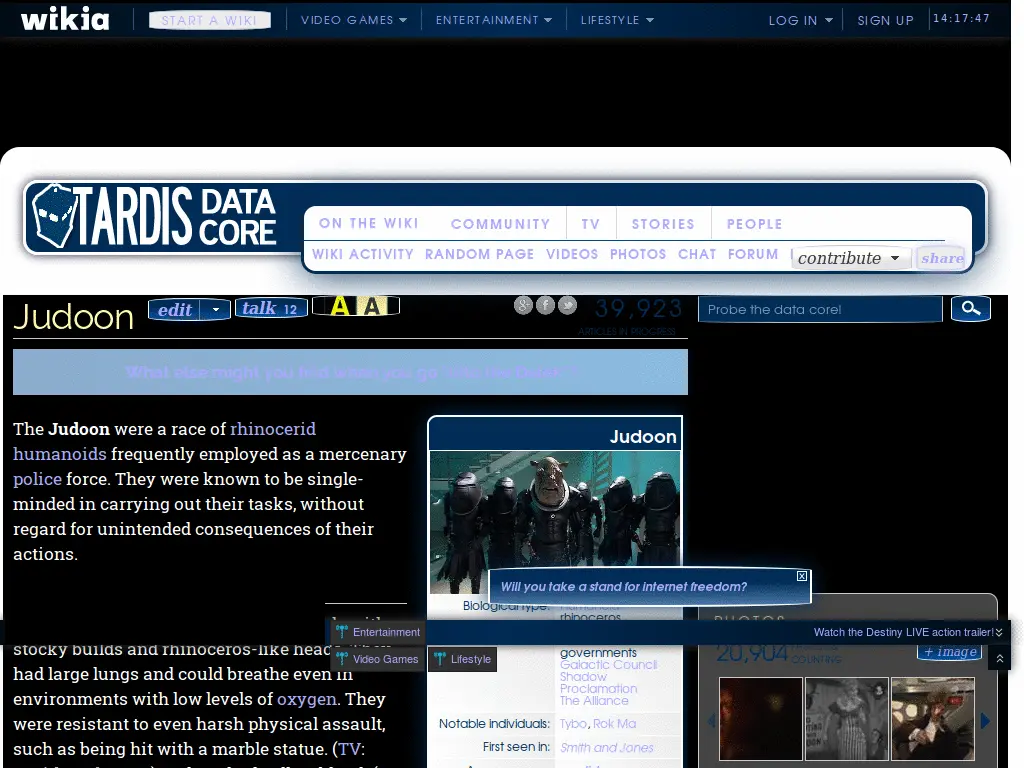 wikia
START A WIKI
VIDEO GAMES
ENTERTAINMENT
LIFESTYLE
LOG IN
SIGN UP
14:17:47
TARDIS DATA CORE
ON THE WIKI
COMMUNITY
TV
STORIES
PEOPLE
WIKI ACTIVITY
RANDOM PAGE
VIDEOS
PHOTOS
CHAT
FORUM
contribute
share
Judoon
edit
talk 12
A A
39,923
ARTICLES IN PROGRESS
Probe the data core!
What else might you find when you go
The Judoon were a race of rhinocerid
humanoids frequently employed as a mercenary
police force. They were known to be single-
minded in carrying out their tasks, without
regard for unintended consequences of their
actions.
Judoon
Will you take a stand for internet freedom?
x
Biological type:
rhinoceros
PHOTOS
Entertainment
Watch the Destiny LIVE action trailer!
Video Games
Lifestyle
stocky builds and rhinoceros-like heads
had large lungs and could breathe even in
environments with low levels of oxygen. They
were resistant to even harsh physical assault,
such as being hit with a marble statue. (TV:
governments
Galactic Council
Shadow
Proclamation
The Alliance
Notable individuals:
Tybo, Rok Ma
First seen in:
Smith and Jones
20,904
COUNTING
+ image